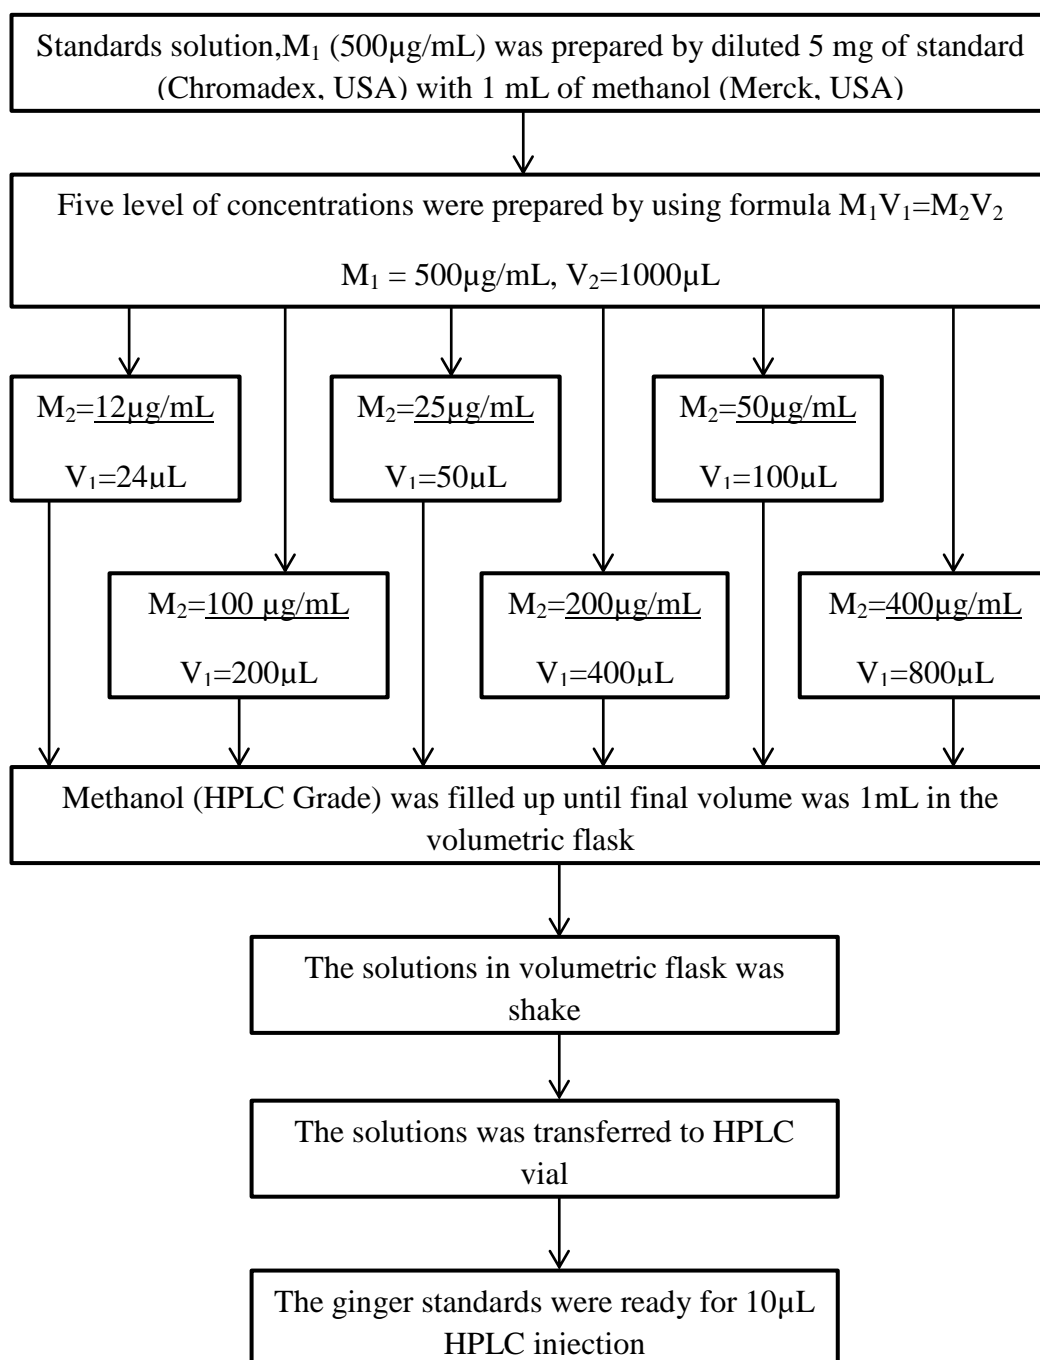 Standards solution,M₁ (500µg/mL) was prepared by diluted 5 mg of standard
(Chromadex, USA) with 1 mL of methanol (Merck, USA)
Five level of concentrations were prepared by using formula M₁V₁=M₂V₂
M₁ = 500µg/mL, V₂=1000µL
M₂=12µg/mL
V₁=24µL
M₂=25µg/mL
V₁=50µL
M₂=50µg/mL
V₁=100µL
M₂=100 µg/mL
V₁=200µL
M₂=200µg/mL
V₁=400µL
M₂=400µg/mL
V₁=800µL
Methanol (HPLC Grade) was filled up until final volume was 1mL in the
volumetric flask
The solutions in volumetric flask was
shake
The solutions was transferred to HPLC
vial
The ginger standards were ready for 10µL
HPLC injection